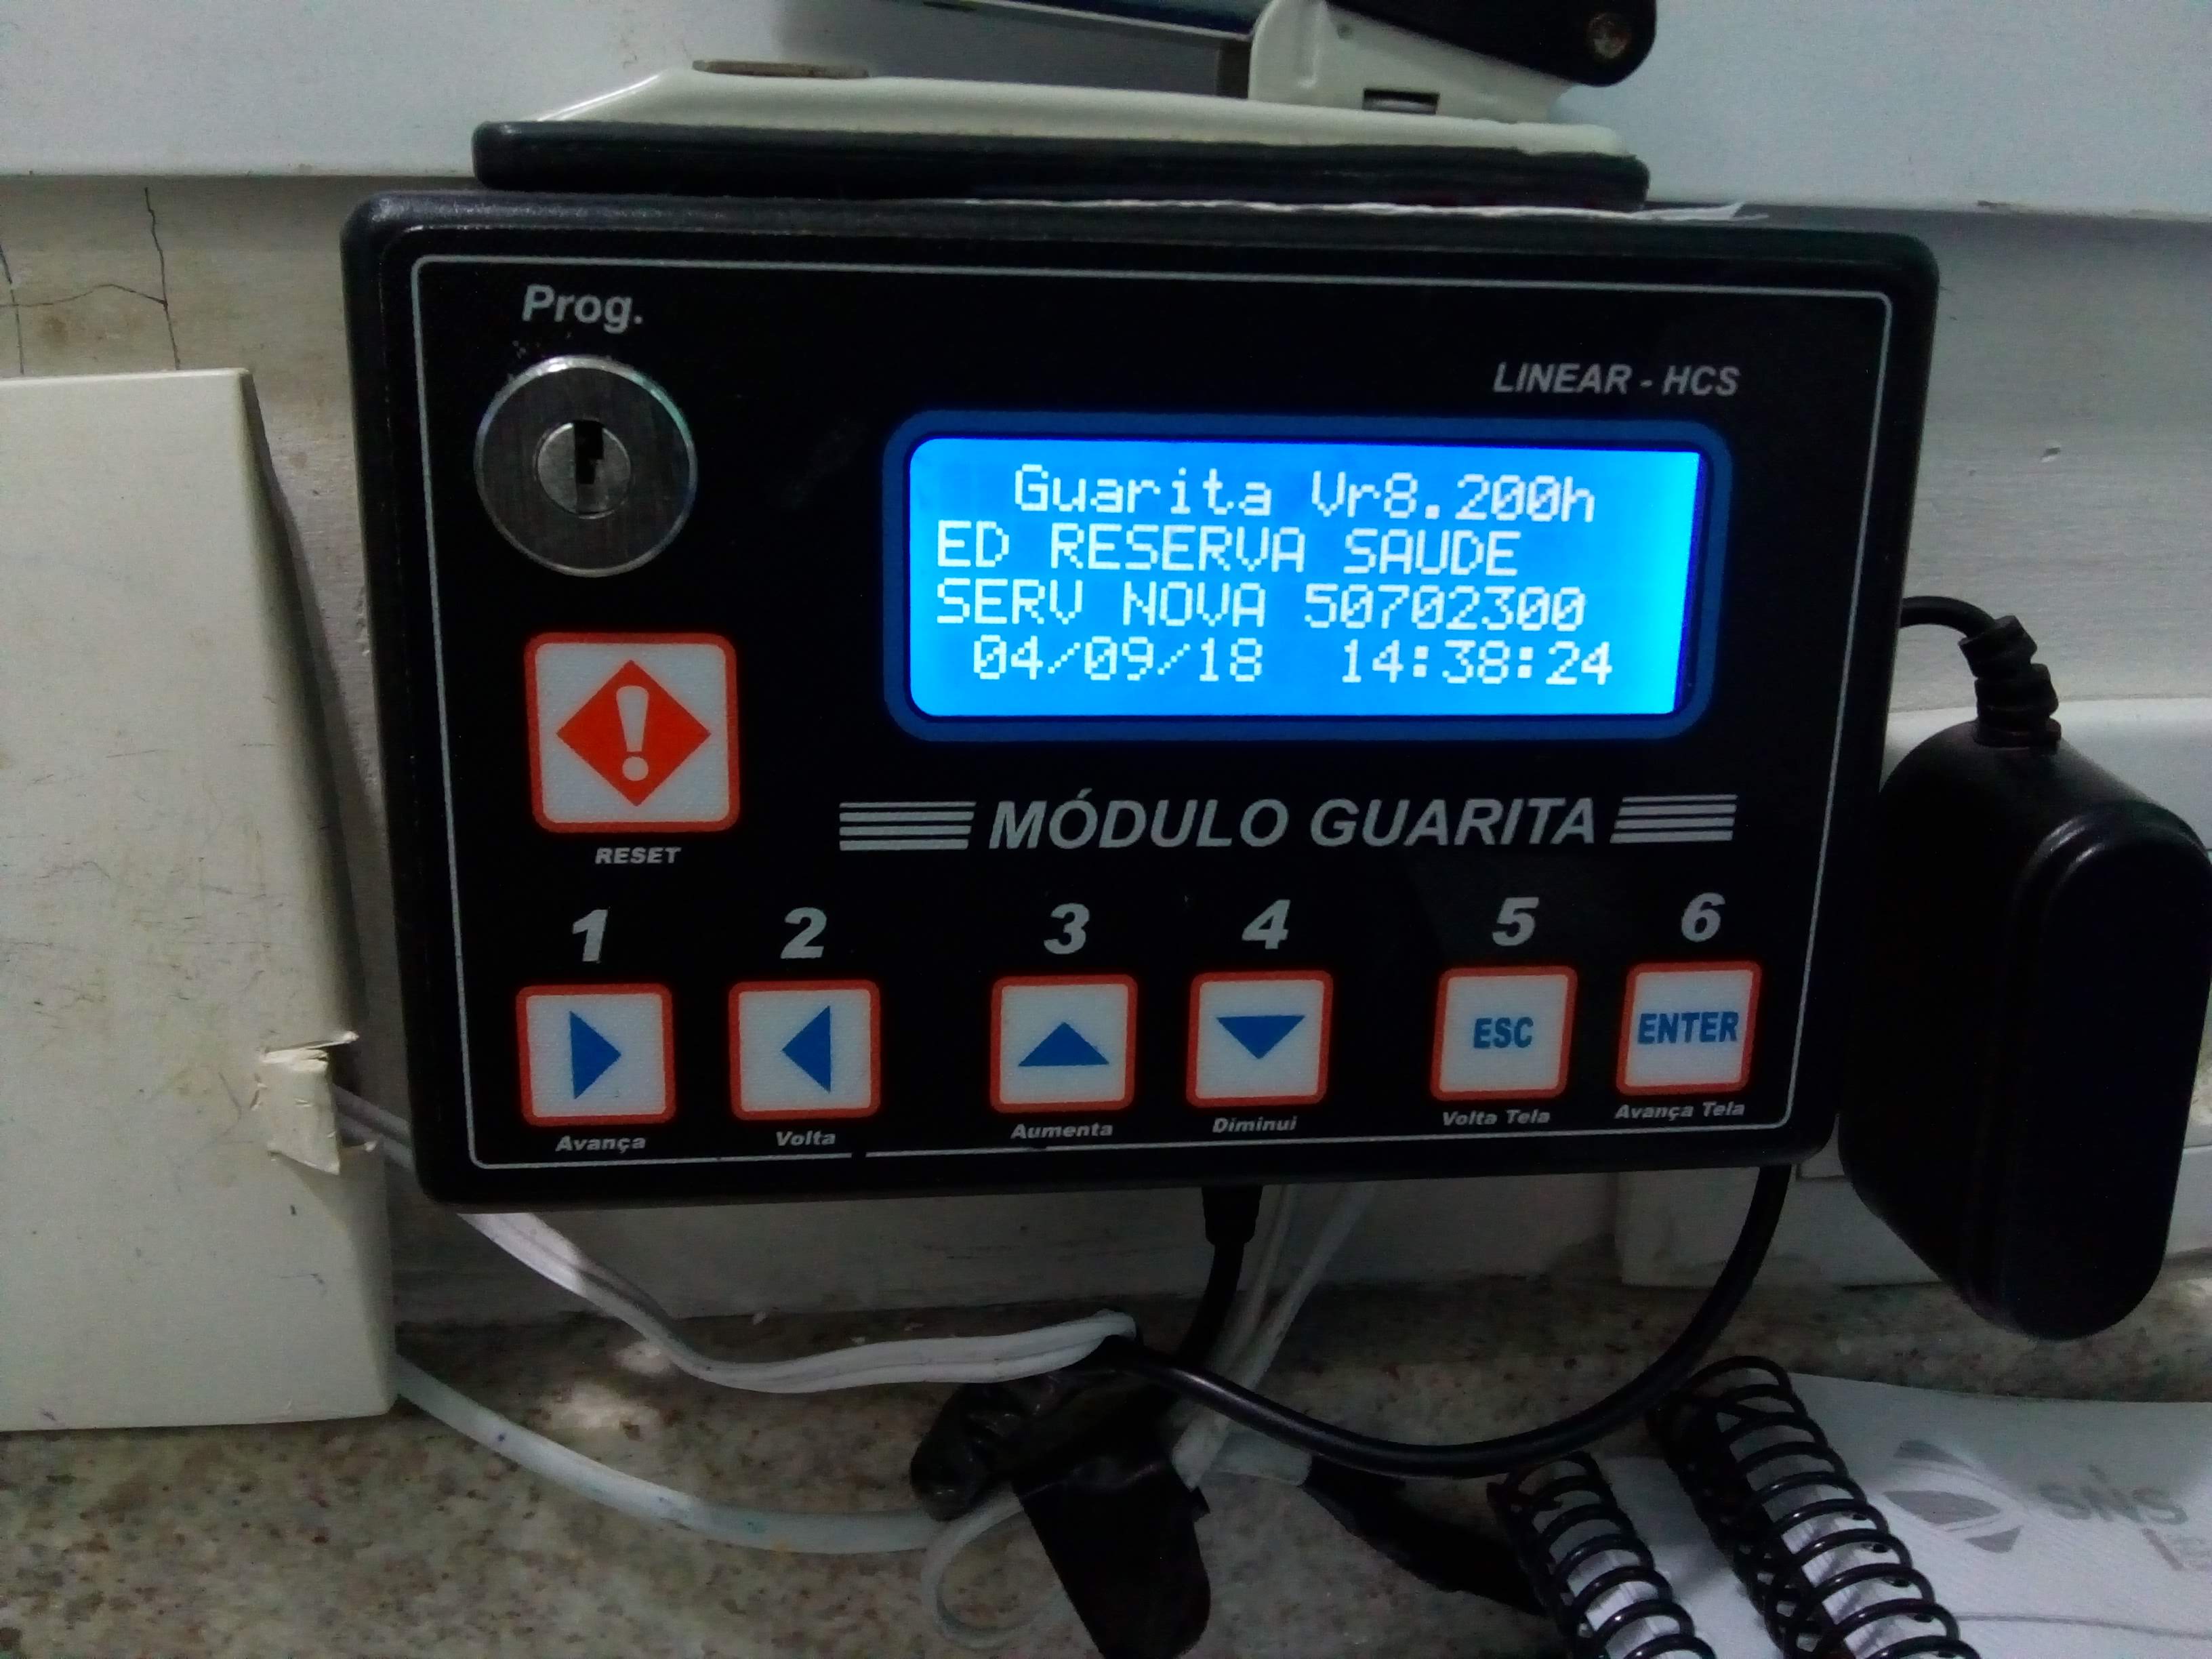 Prog.
LINEAR - HCS
Guarita Vr8.200h
ED RESERVA SAUDE
SERV NOVA 50702300
04/09/18 14:38:24
RESET
MÓDULO GUARITA
1 2 3 4 5 6
ESC ENTER
Avança Volta Aumenta Diminui Volta Tela Avança Tela
SNS